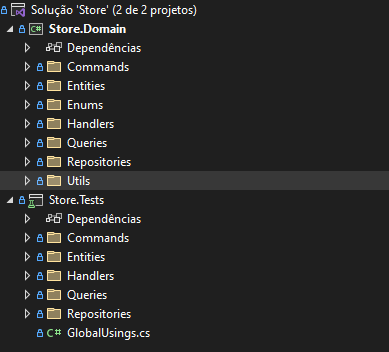 Solução 'Store' (2 de 2 projetos)
C# Store.Domain
Dependências
Commands
Entities
Enums
Handlers
Queries
Repositories
Utils
Store.Tests
Dependências
Commands
Entities
Handlers
Queries
Repositories
C# GlobalUsings.cs